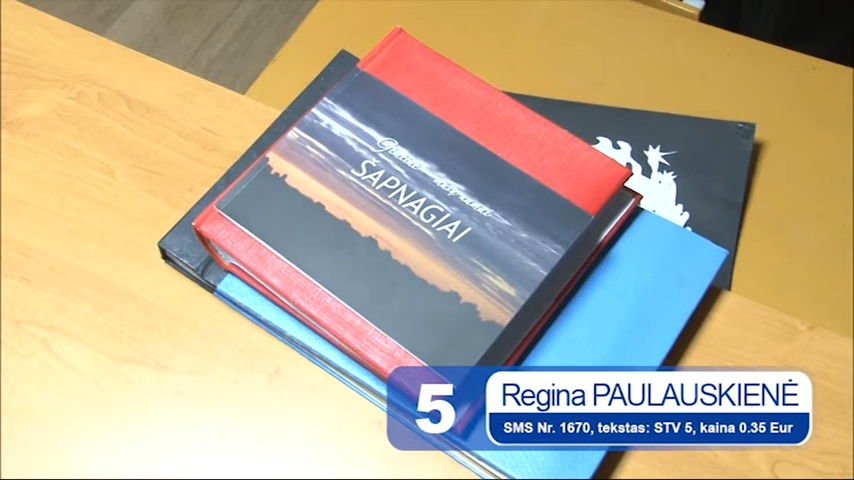 ŠAPNAGIAI
5
Regina PAULAUSKIENĖ
SMS Nr. 1670, tekstas: STV 5, kaina 0.35 Eur